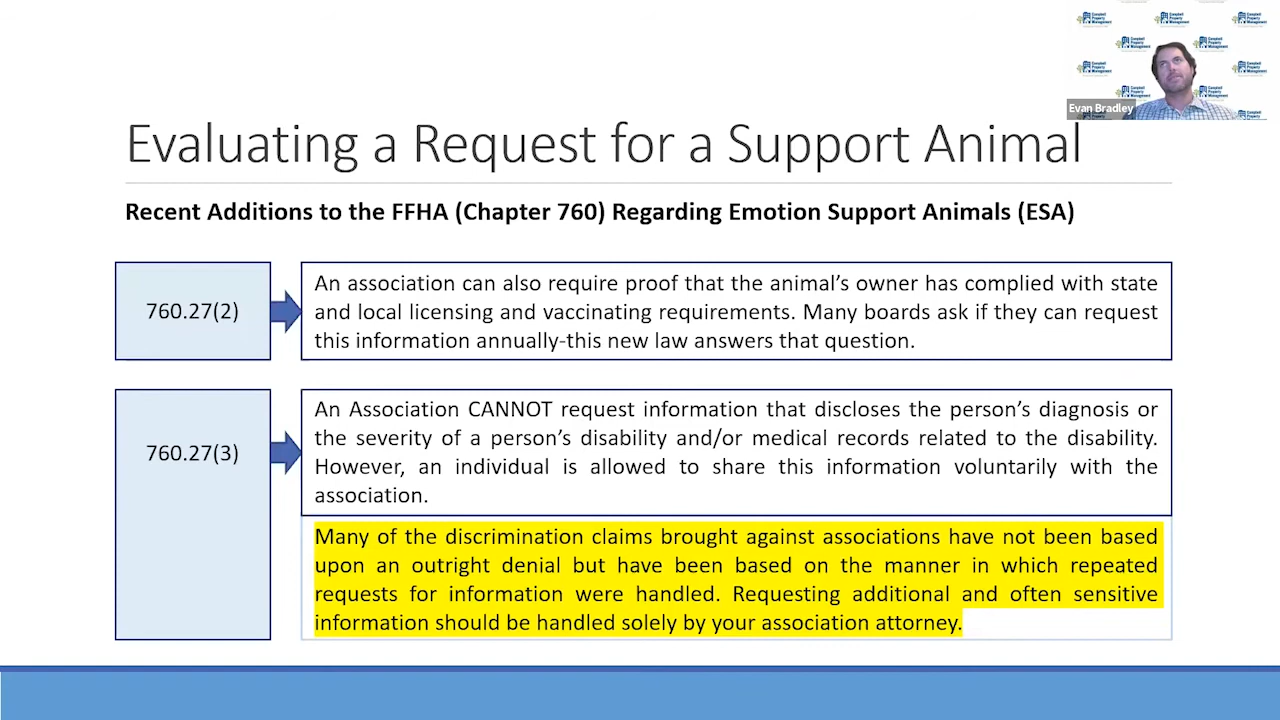 Campbell Property Management
Evan Bradley
Evaluating a Request for a Support Animal
Recent Additions to the FFHA (Chapter 760) Regarding Emotion Support Animals (ESA)
760.27(2)
An association can also require proof that the animal's owner has complied with state
and local licensing and vaccinating requirements. Many boards ask if they can request
this information annually-this new law answers that question.
760.27(3)
An Association CANNOT request information that discloses the person's diagnosis or
the severity of a person's disability and/or medical records related to the disability.
However, an individual is allowed to share this information voluntarily with the
association.
Many of the discrimination claims brought against associations have not been based
upon an outright denial but have been based on the manner in which repeated
requests for information were handled. Requesting additional and often sensitive
information should be handled solely by your association attorney.